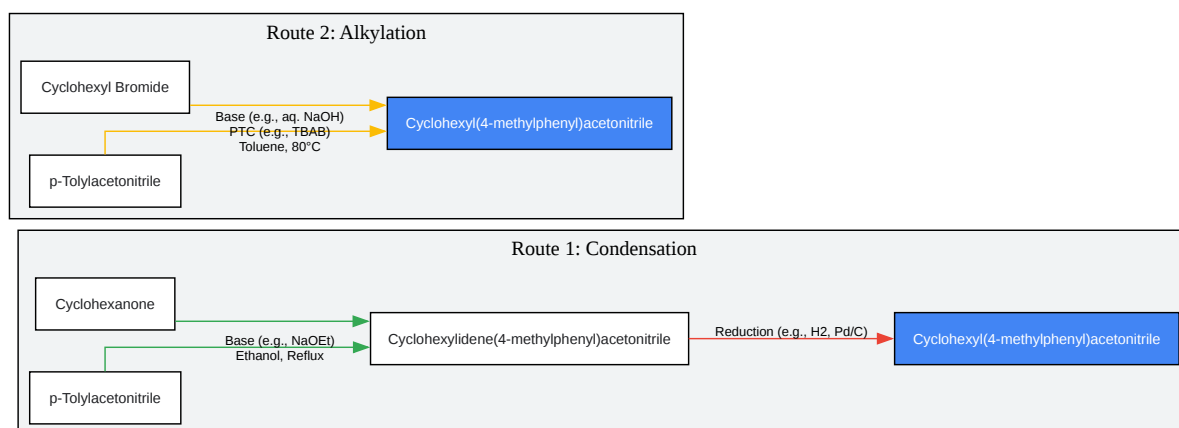 Route 2: Alkylation
Cyclohexyl Bromide
Base (e.g., aq. NaOH)
PTC (e.g., TBAB)
Toluene, 80°C
Cyclohexyl(4-methylphenyl)acetonitrile
p-Tolylacetonitrile
Route 1: Condensation
Cyclohexanone
Base (e.g., NaOEt)
Ethanol, Reflux
Cyclohexylidene(4-methylphenyl)acetonitrile
Reduction (e.g., H2, Pd/C)
Cyclohexyl(4-methylphenyl)acetonitrile
p-Tolylacetonitrile